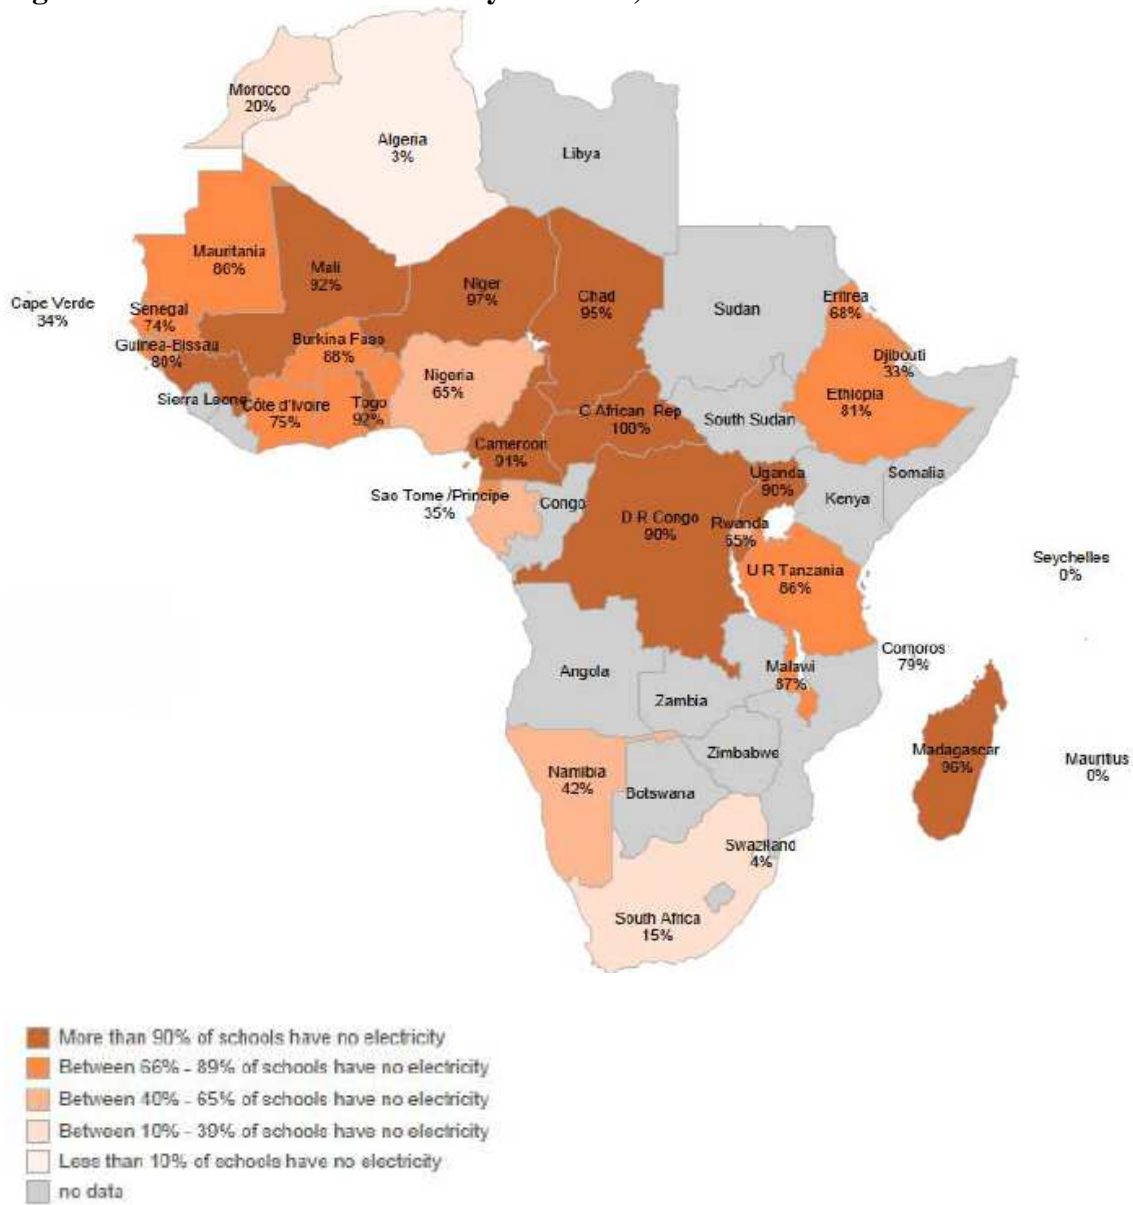 Morocco
20%
Algeria
3%
Libya
Mauritania
86%
Mali
92%
Niger
97%
Chad
95%
Sudan
Eritrea
68%
Cape Verde
34%
Senegal
74%
Guinea-Bissau
80%
Burkina Faso
88%
Nigeria
65%
Djibouti
33%
Ethiopia
81%
Sierra Leone
Côte d'Ivoire
75%
Togo
92%
C African Rep
100%
South Sudan
Cameroon
91%
Uganda
90%
Somalia
Kenya
Sao Tome /Principe
35%
Congo
D R Congo
90%
Rwanda
65%
Seychelles
0%
U R Tanzania
86%
Comoros
79%
Angola
Malawi
87%
Zambia
Zimbabwe
Madagascar
96%
Mauritius
0%
Namibia
42%
Botswana
Swaziland
4%
South Africa
15%
More than 90% of schools have no electricity
Between 66% - 89% of schools have no electricity
Between 40% - 65% of schools have no electricity
Between 10% - 39% of schools have no electricity
Less than 10% of schools have no electricity
no data